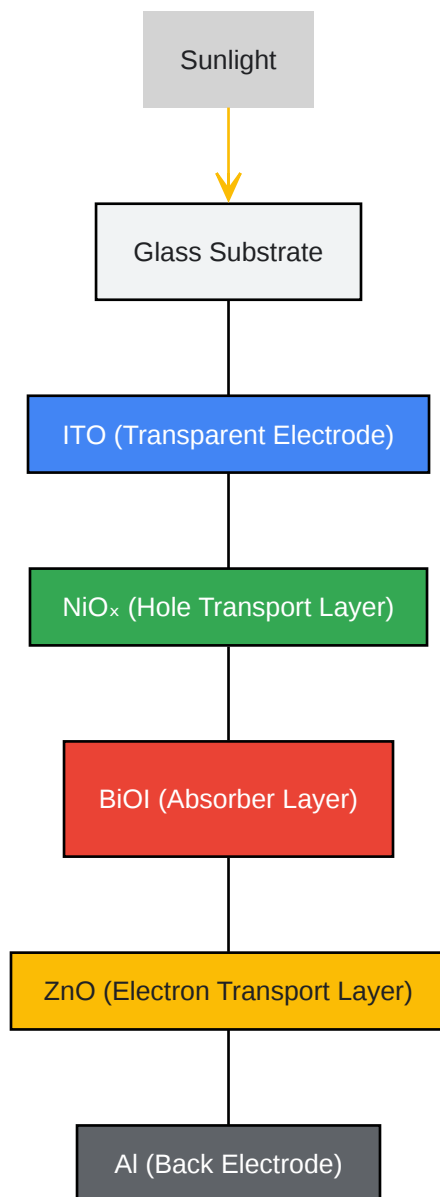 Sunlight
Glass Substrate
ITO (Transparent Electrode)
NiOₓ (Hole Transport Layer)
BiOI (Absorber Layer)
ZnO (Electron Transport Layer)
Al (Back Electrode)